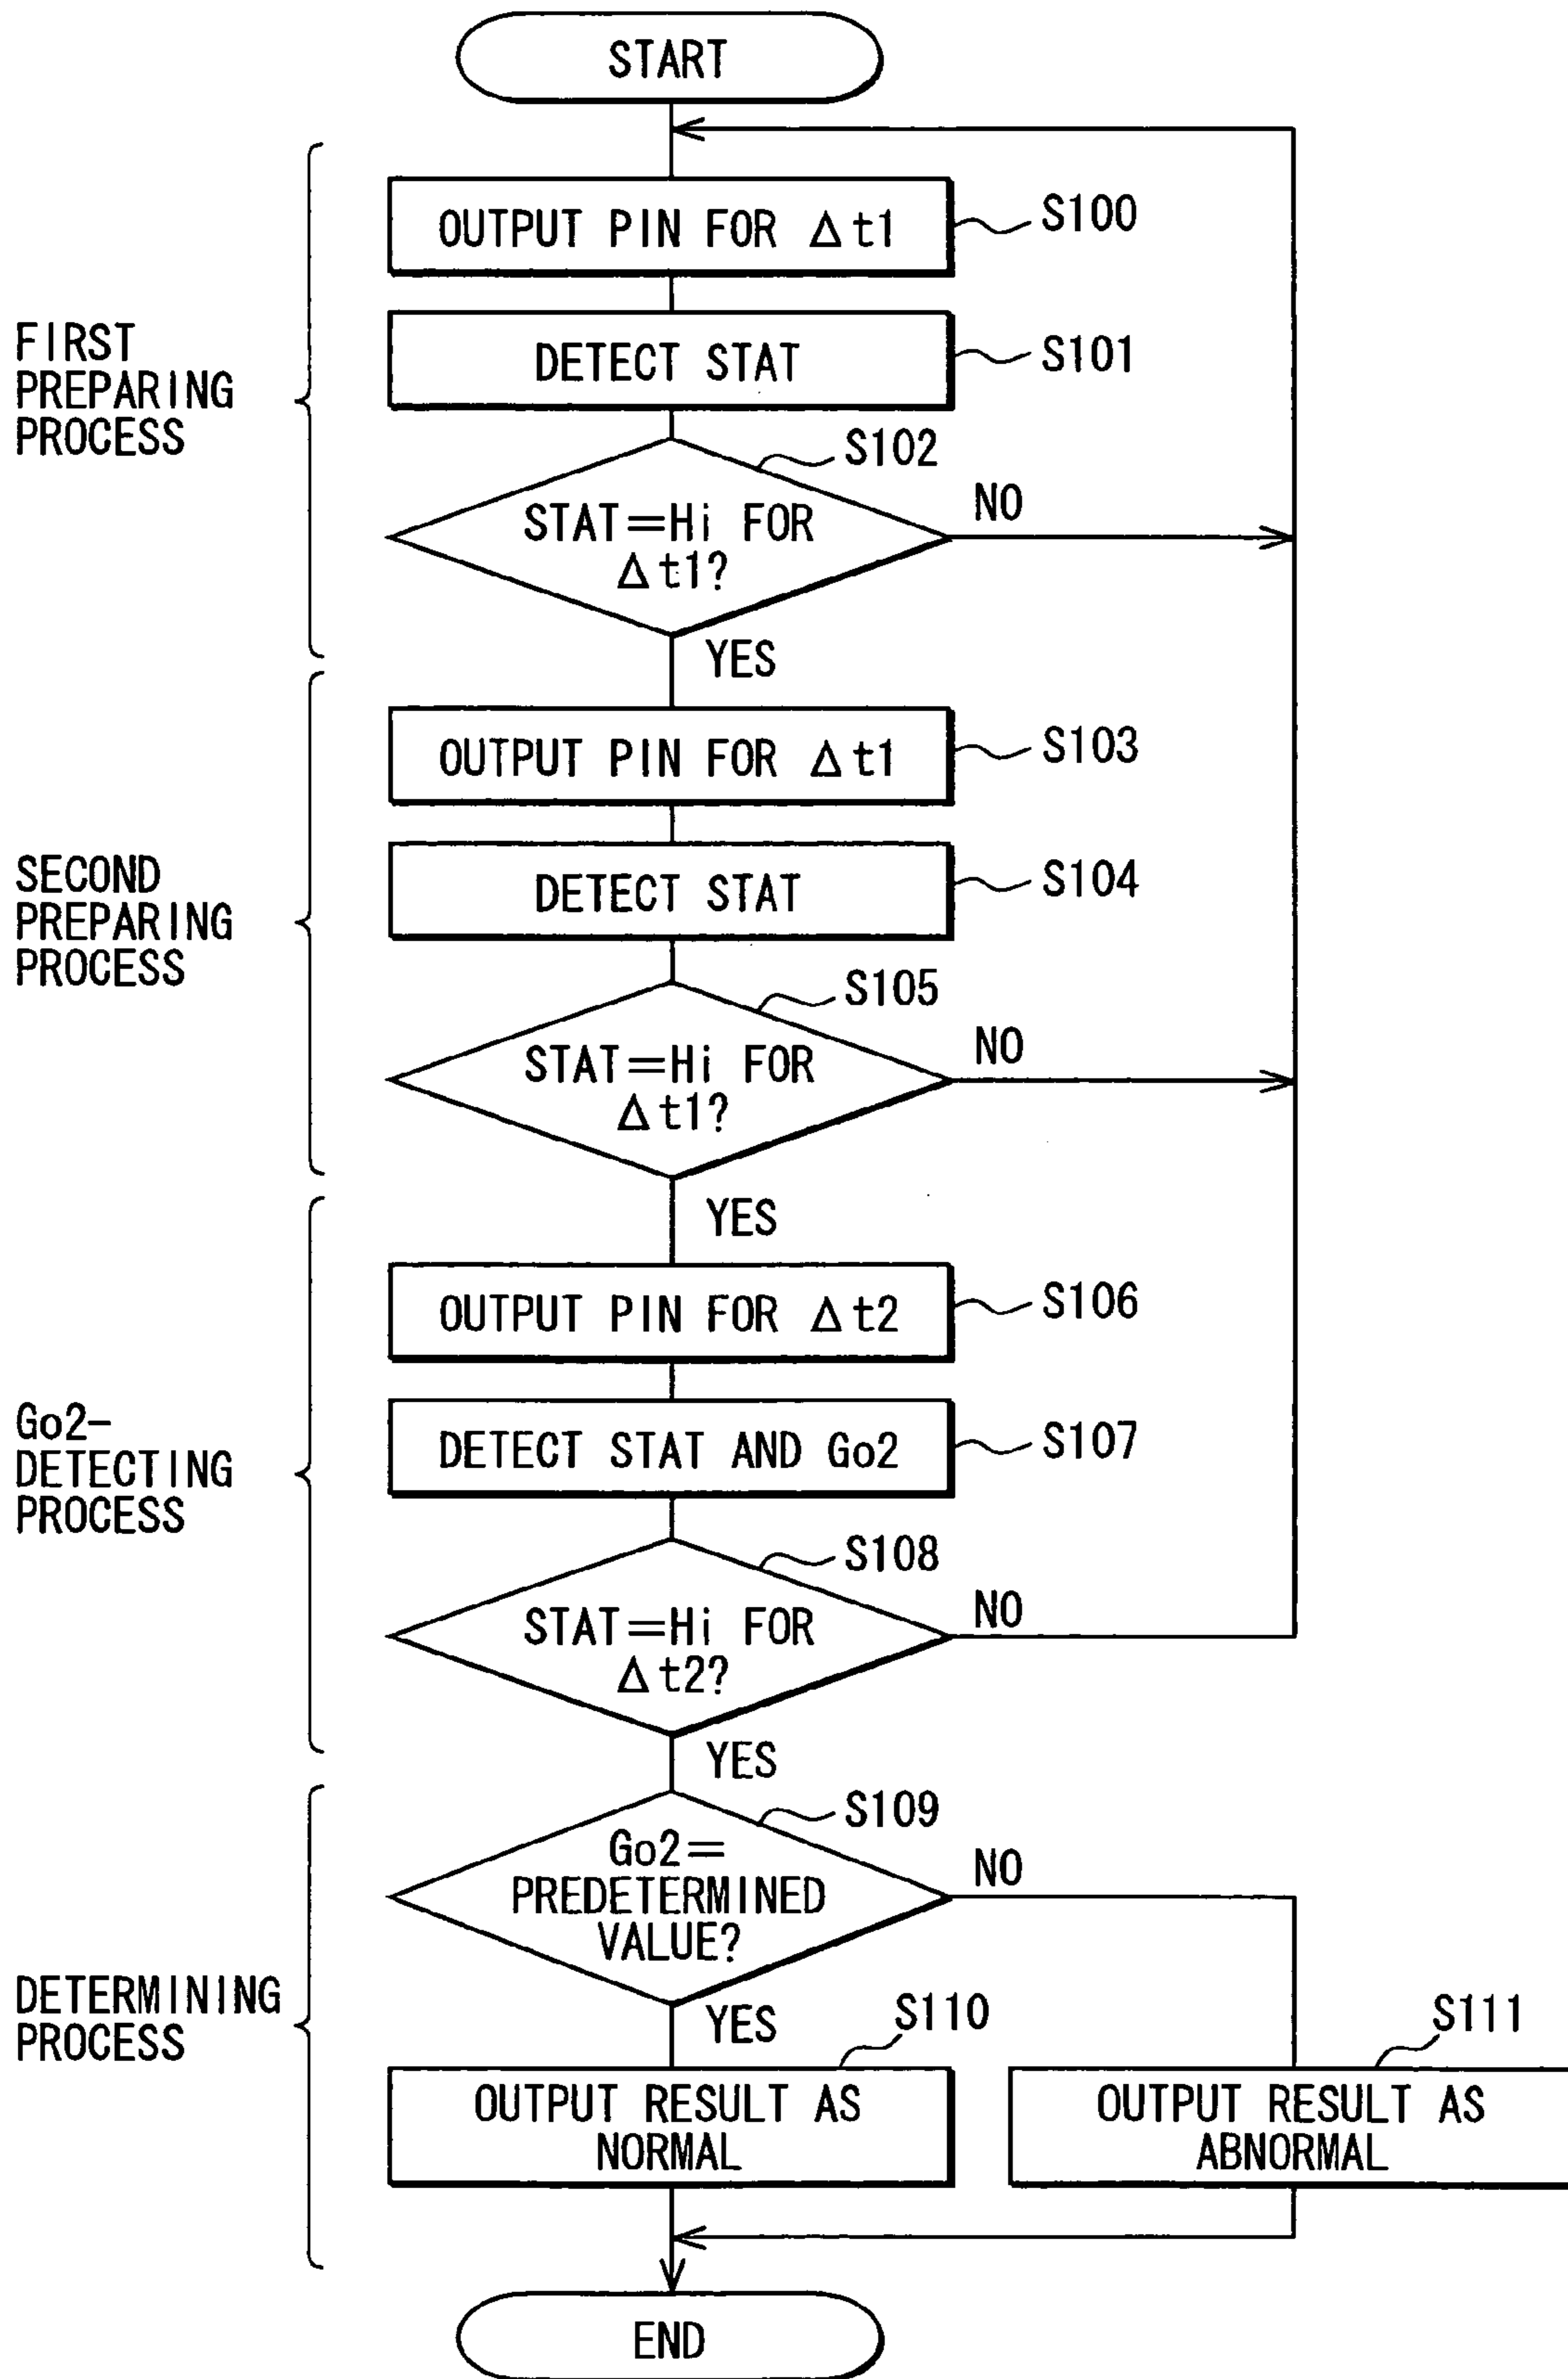 START
OUTPUT PIN FOR Δt1
S100
FIRST
PREPARING
PROCESS
DETECT STAT
S101
S102
STAT=Hi FOR
Δt1?
NO
YES
OUTPUT PIN FOR Δt1
S103
SECOND
PREPARING
PROCESS
DETECT STAT
S104
S105
STAT=Hi FOR
Δt1?
NO
YES
OUTPUT PIN FOR Δt2
S106
Go2-
DETECTING
PROCESS
DETECT STAT AND Go2
S107
S108
STAT=Hi FOR
Δt2?
NO
YES
S109
Go2=
PREDETERMINED
VALUE?
NO
DETERMINING
PROCESS
YES
S110
S111
OUTPUT RESULT AS
NORMAL
OUTPUT RESULT AS
ABNORMAL
END